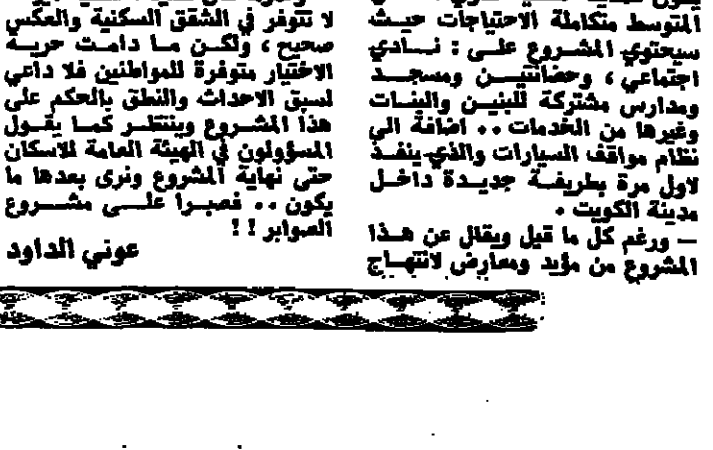 المتوسط متكاملة الاحتياجات حيث
سيحتوي المشروع على : نادي
اجتماعي ، وحضانتين ومسجد
ومدارس مشتركة للبنين والبنات
وغيرها من الخدمات .. اضافة الى
نظام مواقف السيارات والذي ينفذ
لاول مرة بطريقة جديدة داخل
مدينة الكويت .
— ورغم كل ما قيل ويقال عن هذا
المشروع من مؤيد ومعارض لانتهاج
لا تتوفر في الشقق السكنية والعكس
صحيح ، ولكن ما دامت حرية
الاختيار متوفرة للمواطنين فلا داعي
لسبق الاحداث والنطق بالحكم على
هذا المشروع وينتظر كما يقول
المسؤولون في الهيئة العامة للاسكان
حتى نهاية المشروع ونرى بعدها ما
يكون .. فصبرا على مشروع
الصوابر ! !
عوني الداود